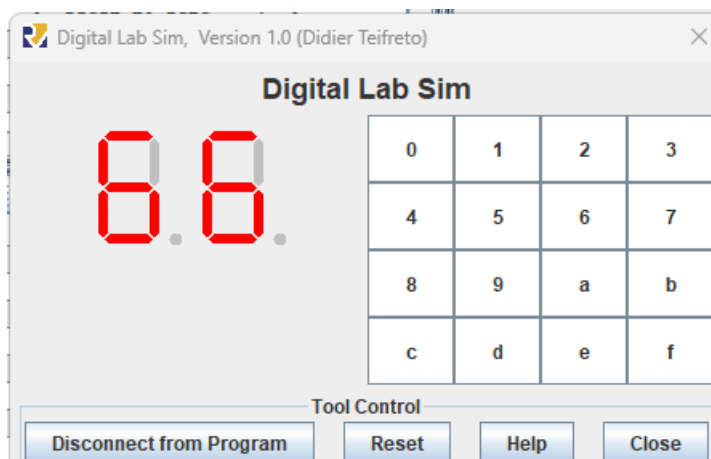 Digital Lab Sim, Version 1.0 (Didier Teifreto)
Digital Lab Sim
66
0 1 2 3
4 5 6 7
8 9 a b
c d e f
Tool Control
Disconnect from Program Reset Help Close